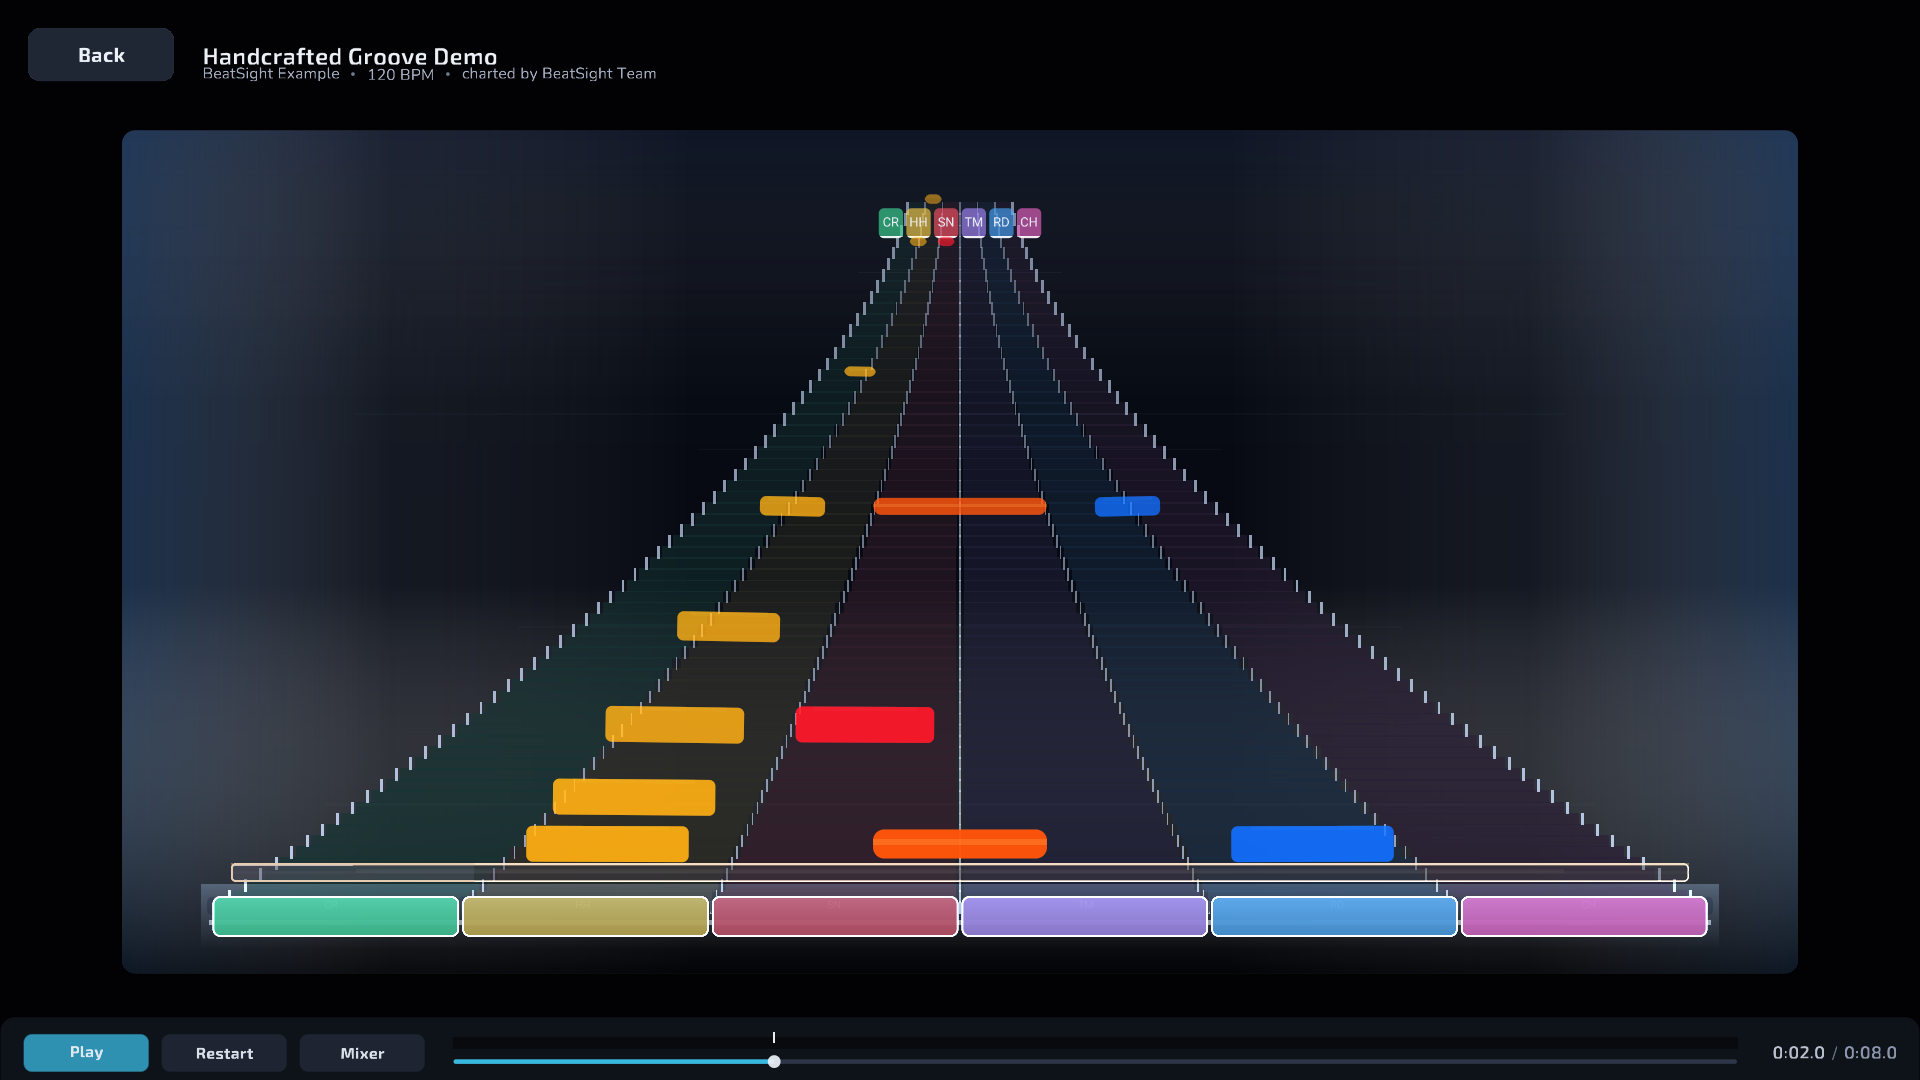 Back
Handcrafted Groove Demo
BeatSight Example • 120 BPM • charted by BeatSight Team
CR HH SN TM RD CH
Play Restart Mixer 0:02.0 / 0:08.0